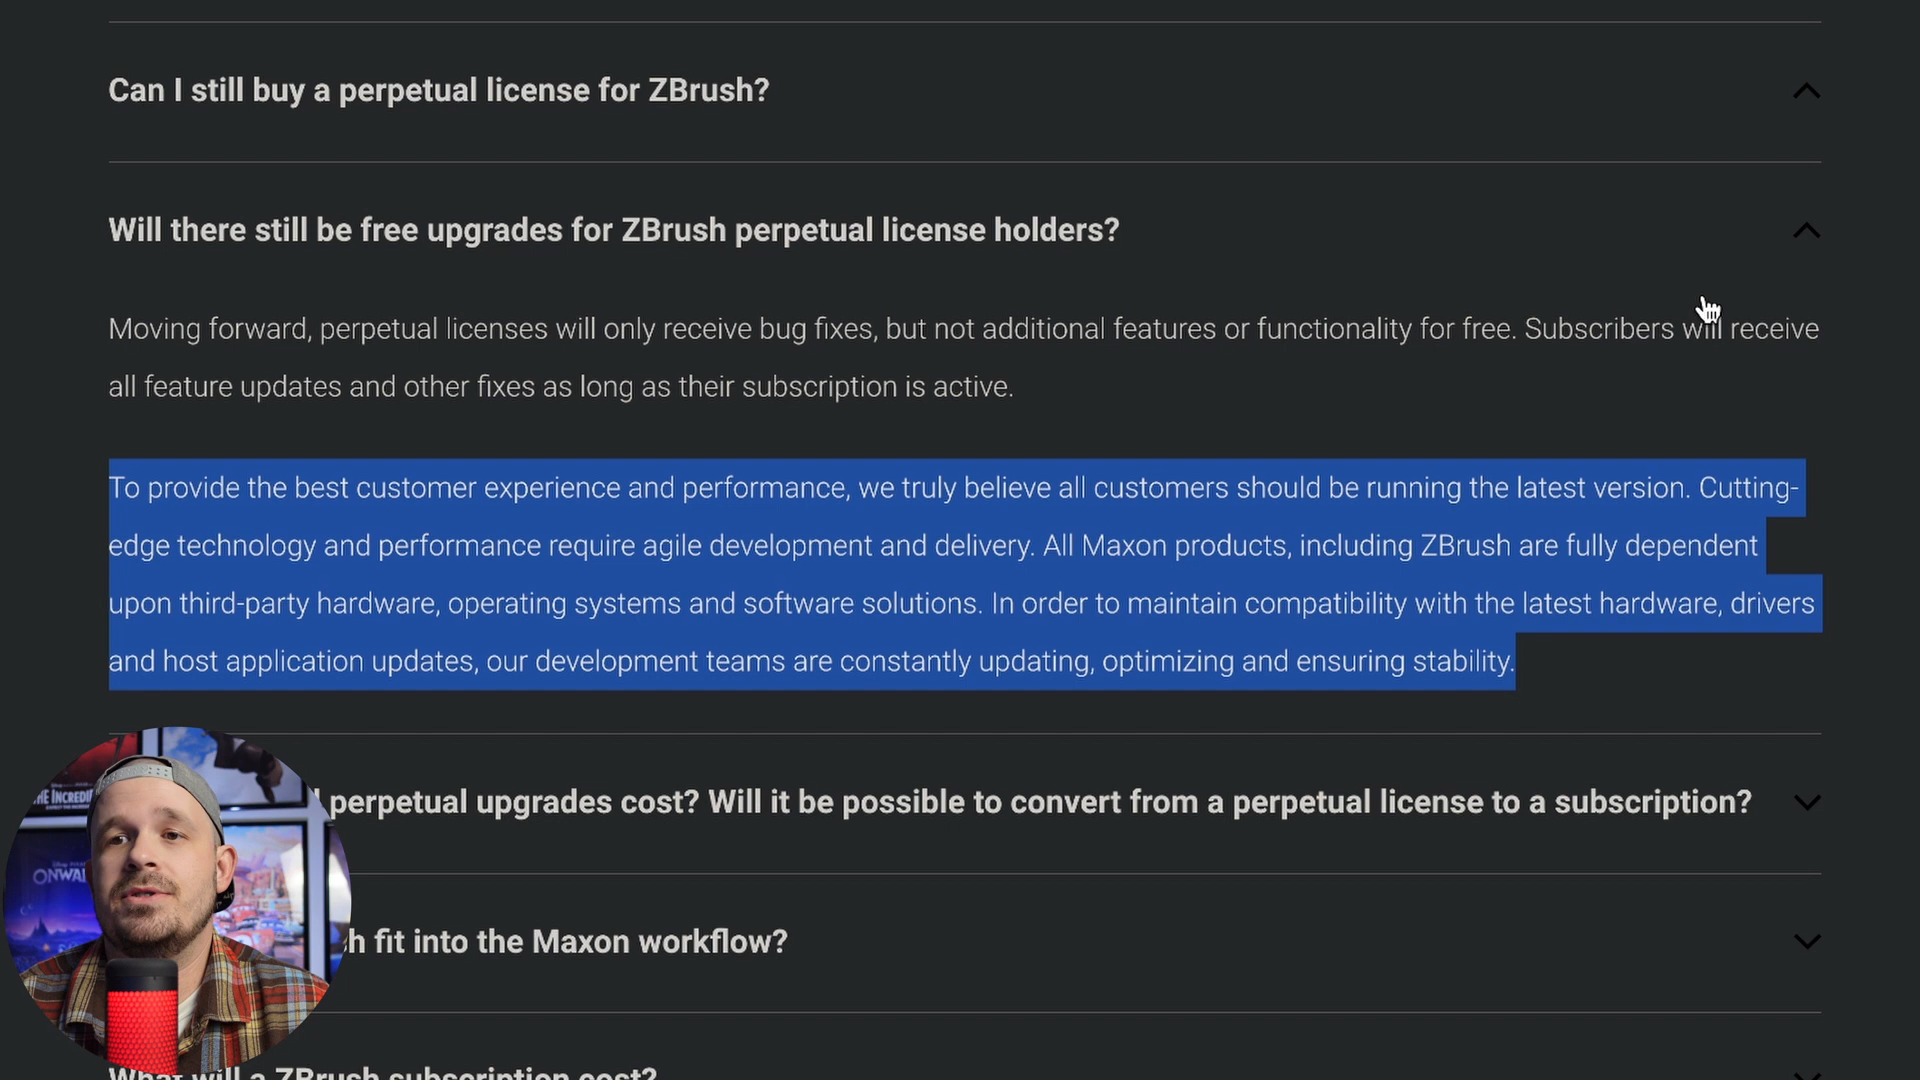 Can I still buy a perpetual license for ZBrush?
Will there still be free upgrades for ZBrush perpetual license holders?
Moving forward, perpetual licenses will only receive bug fixes, but not additional features or functionality for free. Subscribers will receive
all feature updates and other fixes as long as their subscription is active.
To provide the best customer experience and performance, we truly believe all customers should be running the latest version. Cutting-
edge technology and performance require agile development and delivery. All Maxon products, including ZBrush are fully dependent
upon third-party hardware, operating systems and software solutions. In order to maintain compatibility with the latest hardware, drivers
and host application updates, our development teams are constantly updating, optimizing and ensuring stability.
perpetual upgrades cost? Will it be possible to convert from a perpetual license to a subscription?
fit into the Maxon workflow?
What will a ZBrush subscription cost?